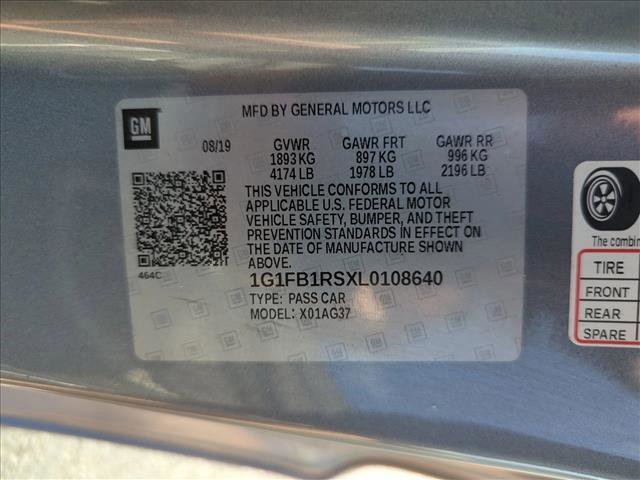 GM
MFD BY GENERAL MOTORS LLC
08/19 GVWR GAWR FRT GAWR RR
1893 KG 897 KG 996 KG
4174 LB 1978 LB 2196 LB
THIS VEHICLE CONFORMS TO ALL
APPLICABLE U.S. FEDERAL MOTOR
VEHICLE SAFETY, BUMPER, AND THEFT
PREVENTION STANDARDS IN EFFECT ON
THE DATE OF MANUFACTURE SHOWN
ABOVE.
464C
1G1FB1RSXL0108640
TYPE: PASS CAR
MODEL: X01AG37
The combin
TIRE
FRONT
REAR
SPARE